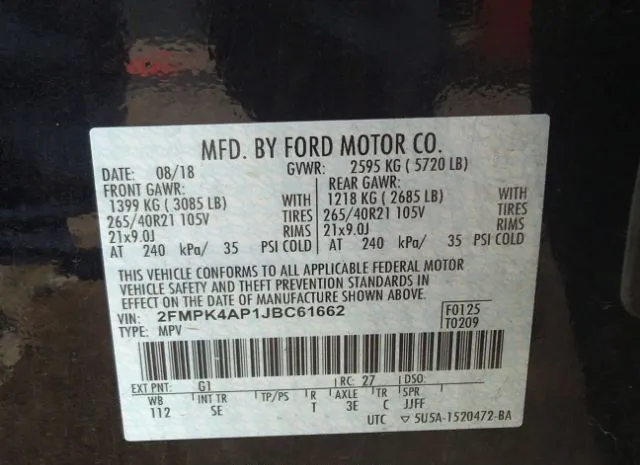 MFD. BY FORD MOTOR CO.
DATE: 08/18 GVWR: 2595 KG ( 5720 LB)
FRONT GAWR: REAR GAWR:
1399 KG ( 3085 LB) WITH 1218 KG ( 2685 LB) WITH
265/40R21 105V TIRES 265/40R21 105V TIRES
21x9.0J RIMS 21x9.0J RIMS
AT 240 kPa/ 35 PSI COLD AT 240 kPa/ 35 PSI COLD
THIS VEHICLE CONFORMS TO ALL APPLICABLE FEDERAL MOTOR
VEHICLE SAFETY AND THEFT PREVENTION STANDARDS IN
EFFECT ON THE DATE OF MANUFACTURE SHOWN ABOVE.
VIN: 2FMPK4AP1JBC61662 F0125
TYPE: MPV T0209
EXT PNT: G1 RC: 27 DSO:
WB INT TR TP/PS R AXLE TR SPR
112 SE T 3E C JJFF
UTC ▽ 5U5A-1520472-BA